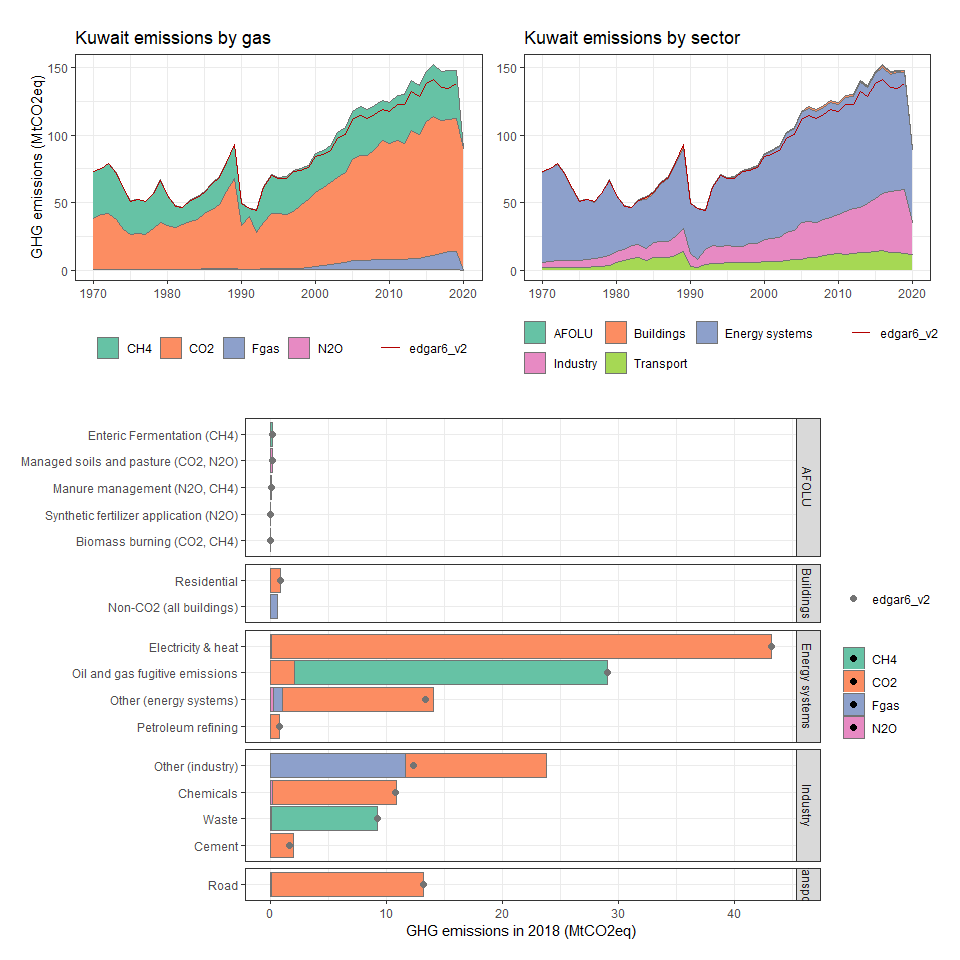 Kuwait emissions by gas
GHG emissions (MtCO2eq)
150
100
50
0
1970
1980
1990
2000
2010
2020
CH4 CO2 Fgas N2O edgar6_v2
Kuwait emissions by sector
150
100
50
0
1970
1980
1990
2000
2010
2020
AFOLU Buildings Energy systems edgar6_v2
Industry Transport
Enteric Fermentation (CH4)
Managed soils and pasture (CO2, N2O)
Manure management (N2O, CH4)
Synthetic fertilizer application (N2O)
Biomass burning (CO2, CH4)
AFOLU
Residential
Non-CO2 (all buildings)
Buildings
Electricity & heat
Oil and gas fugitive emissions
Other (energy systems)
Petroleum refining
Energy systems
Other (industry)
Chemicals
Waste
Cement
Industry
Road
anspo
0
10
20
30
40
GHG emissions in 2018 (MtCO2eq)
edgar6_v2
CH4
CO2
Fgas
N2O